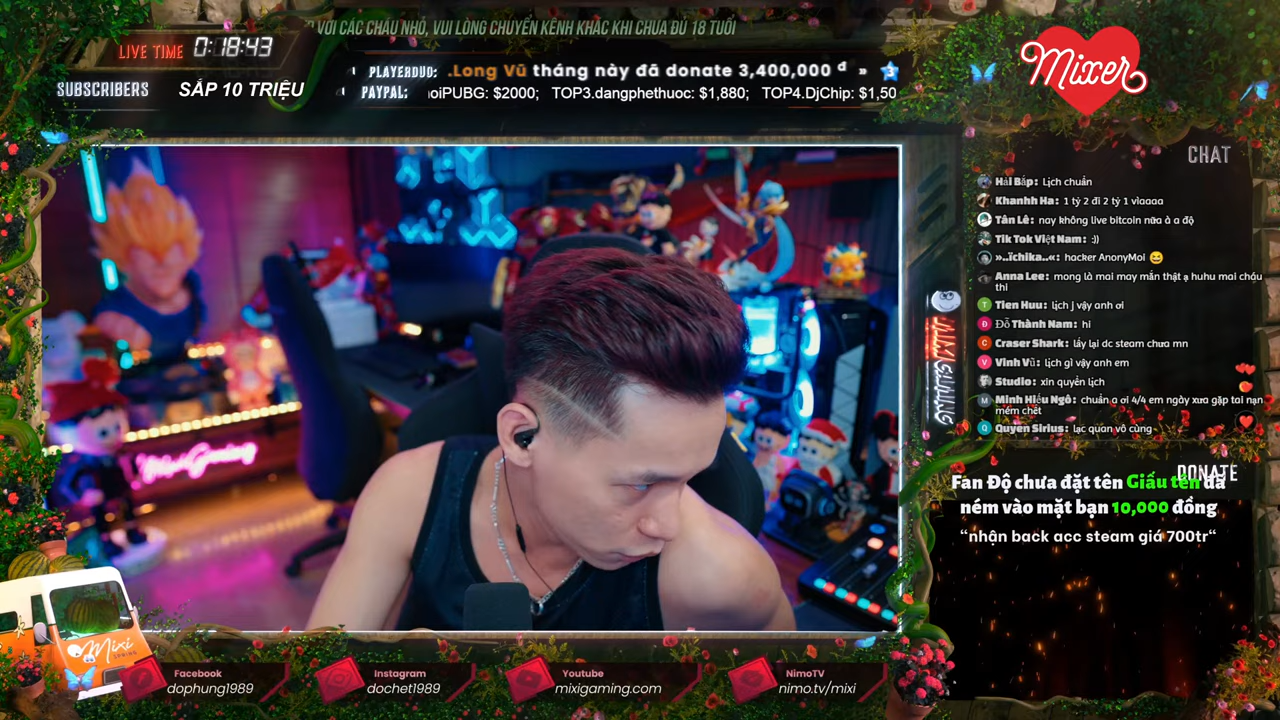 VỚI CÁC CHÁU NHỎ, VUI LÒNG CHUYỂN KÊNH KHÁC KHI CHƯA ĐỦ 18 TUỔI
LIVE TIME 0:18:43
PLAYERDUO: .Long Vũ tháng này đã donate 3,400,000 đ »
SUBSCRIBERS SẮP 10 TRIỆU
PAYPAL: oiPUBG: $2000; TOP3.dangphethuoc: $1,880; TOP4.DjChip: $1,50
Mixer
CHAT
Hải Bắp: Lịch chuẩn
Khanhh Ha: 1 tỷ 2 đi 2 tỷ 1 vìaaaa
Tân Lê: nay không live bitcoin nữa à a độ
Tik Tok Việt Nam: :))
»..ïchika..«: hacker AnonyMoi 😆
Anna Lee: mong là mai may mắn thật ạ huhu mai cháu
thi
Tien Huu: lịch j vậy anh ơi
Đỗ Thành Nam: hi
Craser Shark: lấy lại dc steam chưa mn
Vinh Vũ: lịch gì vậy anh em
Studio: xin quyển lịch
Minh Hiếu Ngô: chuẩn a ơi 4/4 em ngày xưa gặp tai nạn
mém chết
Quyen Sirius: lạc quan vô cùng
MIXIGAMING
MixiGaming
DONATE
Fan Độ chưa đặt tên Giấu tên đã
ném vào mặt bạn 10,000 đồng
“nhận back acc steam giá 700tr“
Mixi
Facebook
dophung1989
Instagram
dochet1989
Youtube
mixigaming.com
NimoTV
nimo.tv/mixi